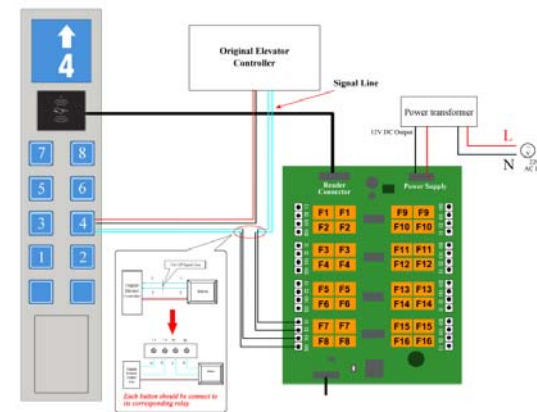 4
7 8
5 6
3 4
1 2
Original Elevator
Controller
Signal Line
Power transformer
12V DC Output
L
N
Reader
Connector
Power Supply
F1 F1
F2 F2
F3 F3
F4 F4
F5 F5
F6 F6
F7 F7
F8 F8
F9 F9
F10 F10
F11 F11
F12 F12
F13 F13
F14 F14
F15 F15
F16 F16
Each button should be connect to
its corresponding relay.